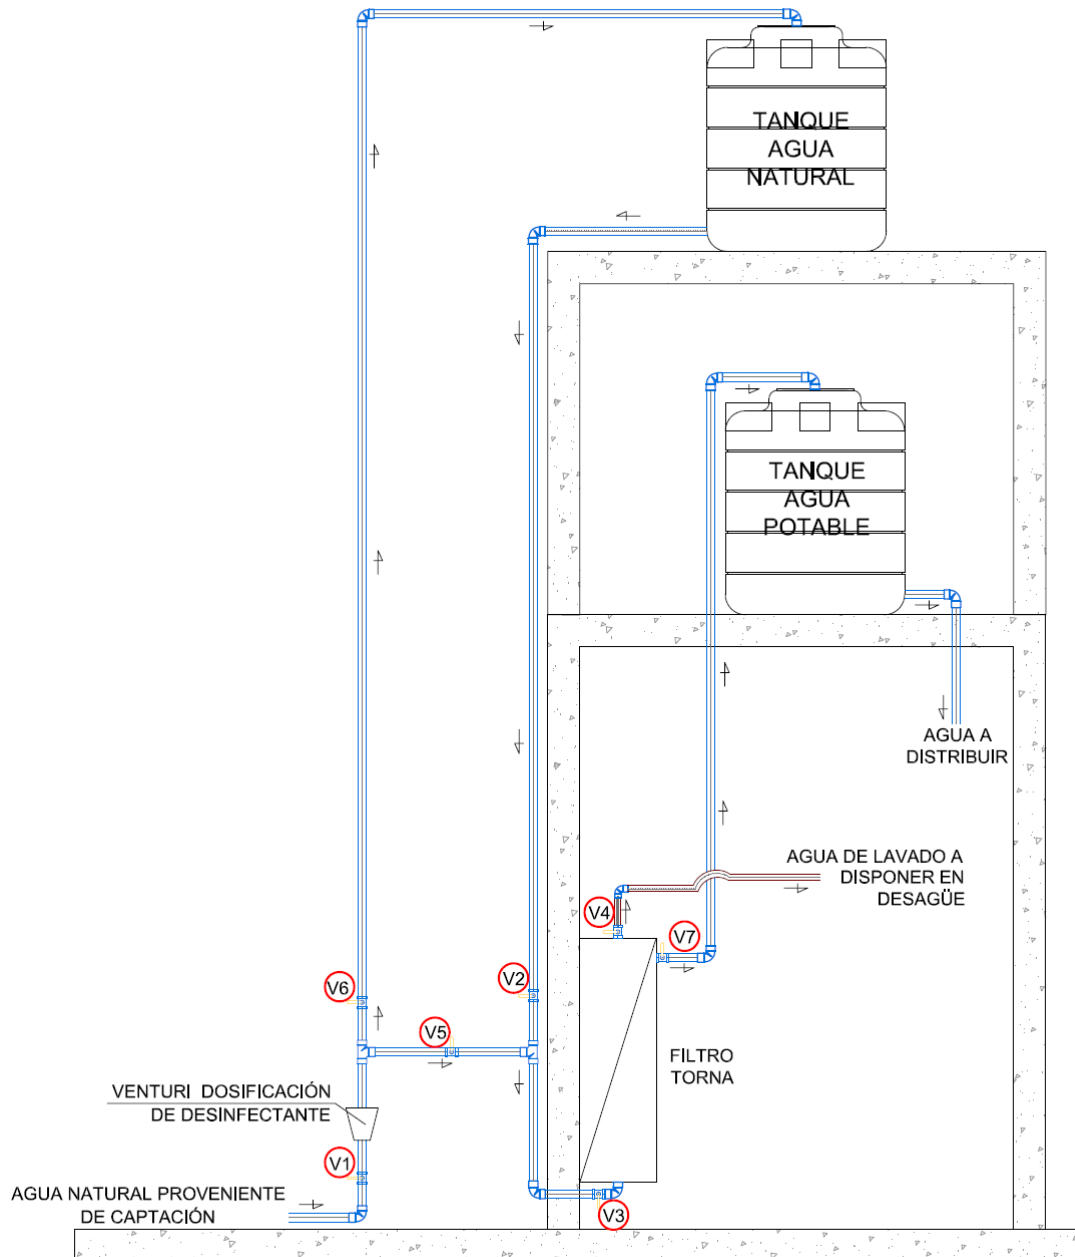 TANQUE
AGUA
NATURAL
TANQUE
AGUA
POTABLE
AGUA A
DISTRIBUIR
AGUA DE LAVADO A
DISPONER EN
DESAGÜE
V4
V7
V2
V6
V5
FILTRO
TORNA
VENTURI DOSIFICACIÓN
DE DESINFECTANTE
V1
AGUA NATURAL PROVENIENTE
DE CAPTACIÓN
V3